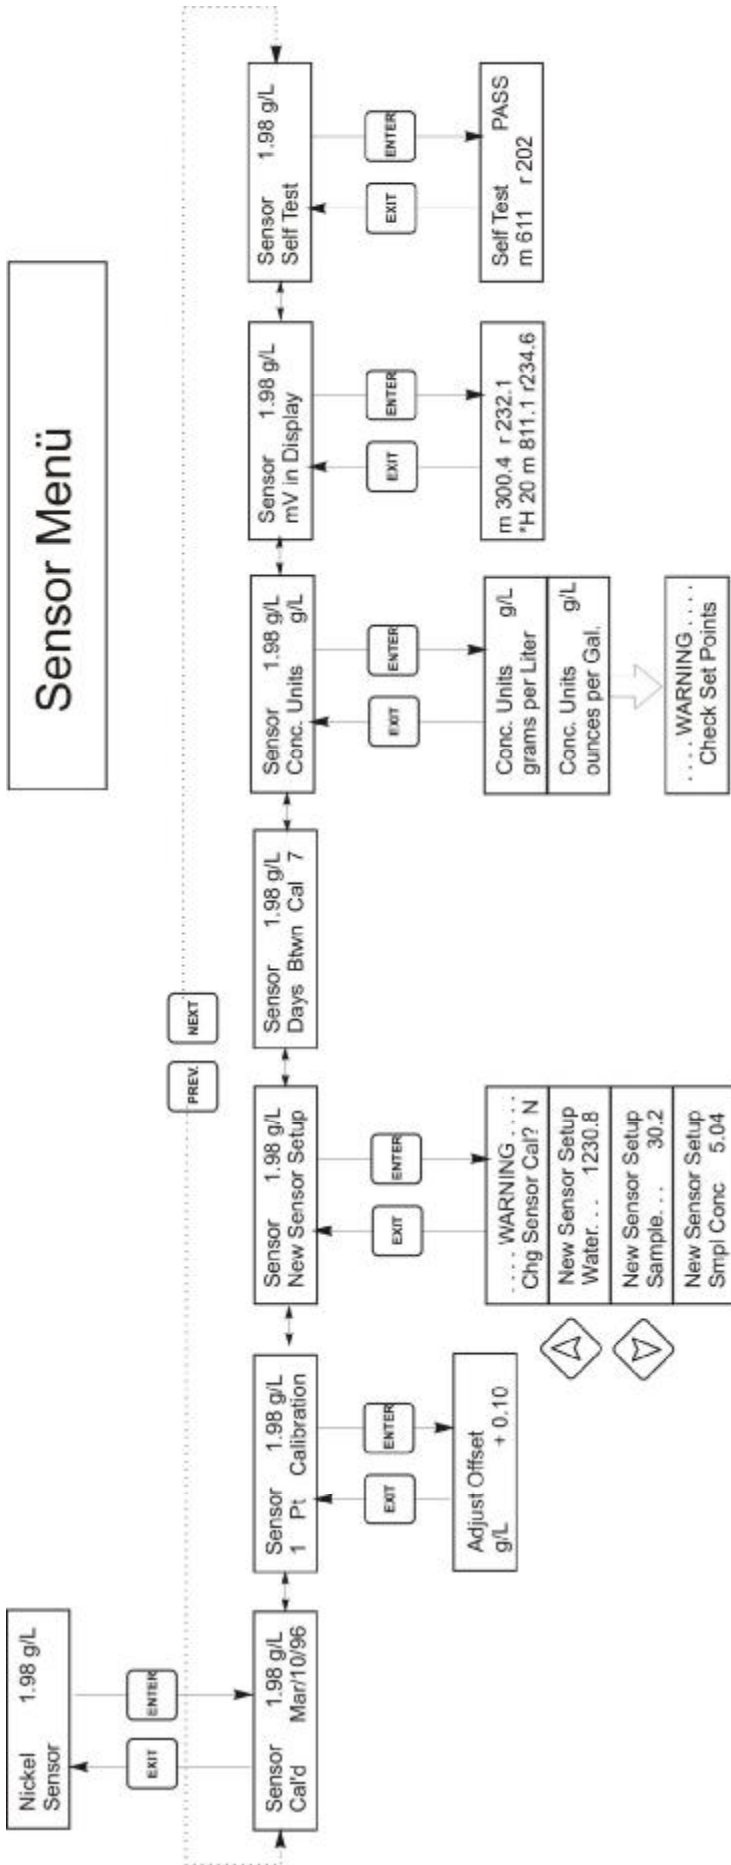 Sensor Menü
Nickel 1.98 g/L
Sensor
EXIT
ENTER
PREV.
NEXT
Sensor 1.98 g/L
Cal'd Mar/10/96
Sensor 1.98 g/L
1 Pt Calibration
EXIT
ENTER
Adjust Offset
g/L + 0.10
Sensor 1.98 g/L
New Sensor Setup
EXIT
ENTER
. . . . WARNING . . . .
Chg Sensor Cal? N
New Sensor Setup
Water. . . 1230.8
New Sensor Setup
Sample. . . 30.2
New Sensor Setup
Smpl Conc 5.04
Sensor 1.98 g/L
Days Btwn Cal 7
Sensor 1.98 g/L
Conc. Units g/L
EXIT
ENTER
Conc. Units g/L
grams per Liter
Conc. Units g/L
ounces per Gal.
. . . . WARNING . . . .
Check Set Points
Sensor 1.98 g/L
mV in Display
EXIT
ENTER
m 300.4 r 232.1
*H 20 m 811.1 r234.6
Sensor 1.98 g/L
Self Test
EXIT
ENTER
Self Test PASS
m 611 r 202